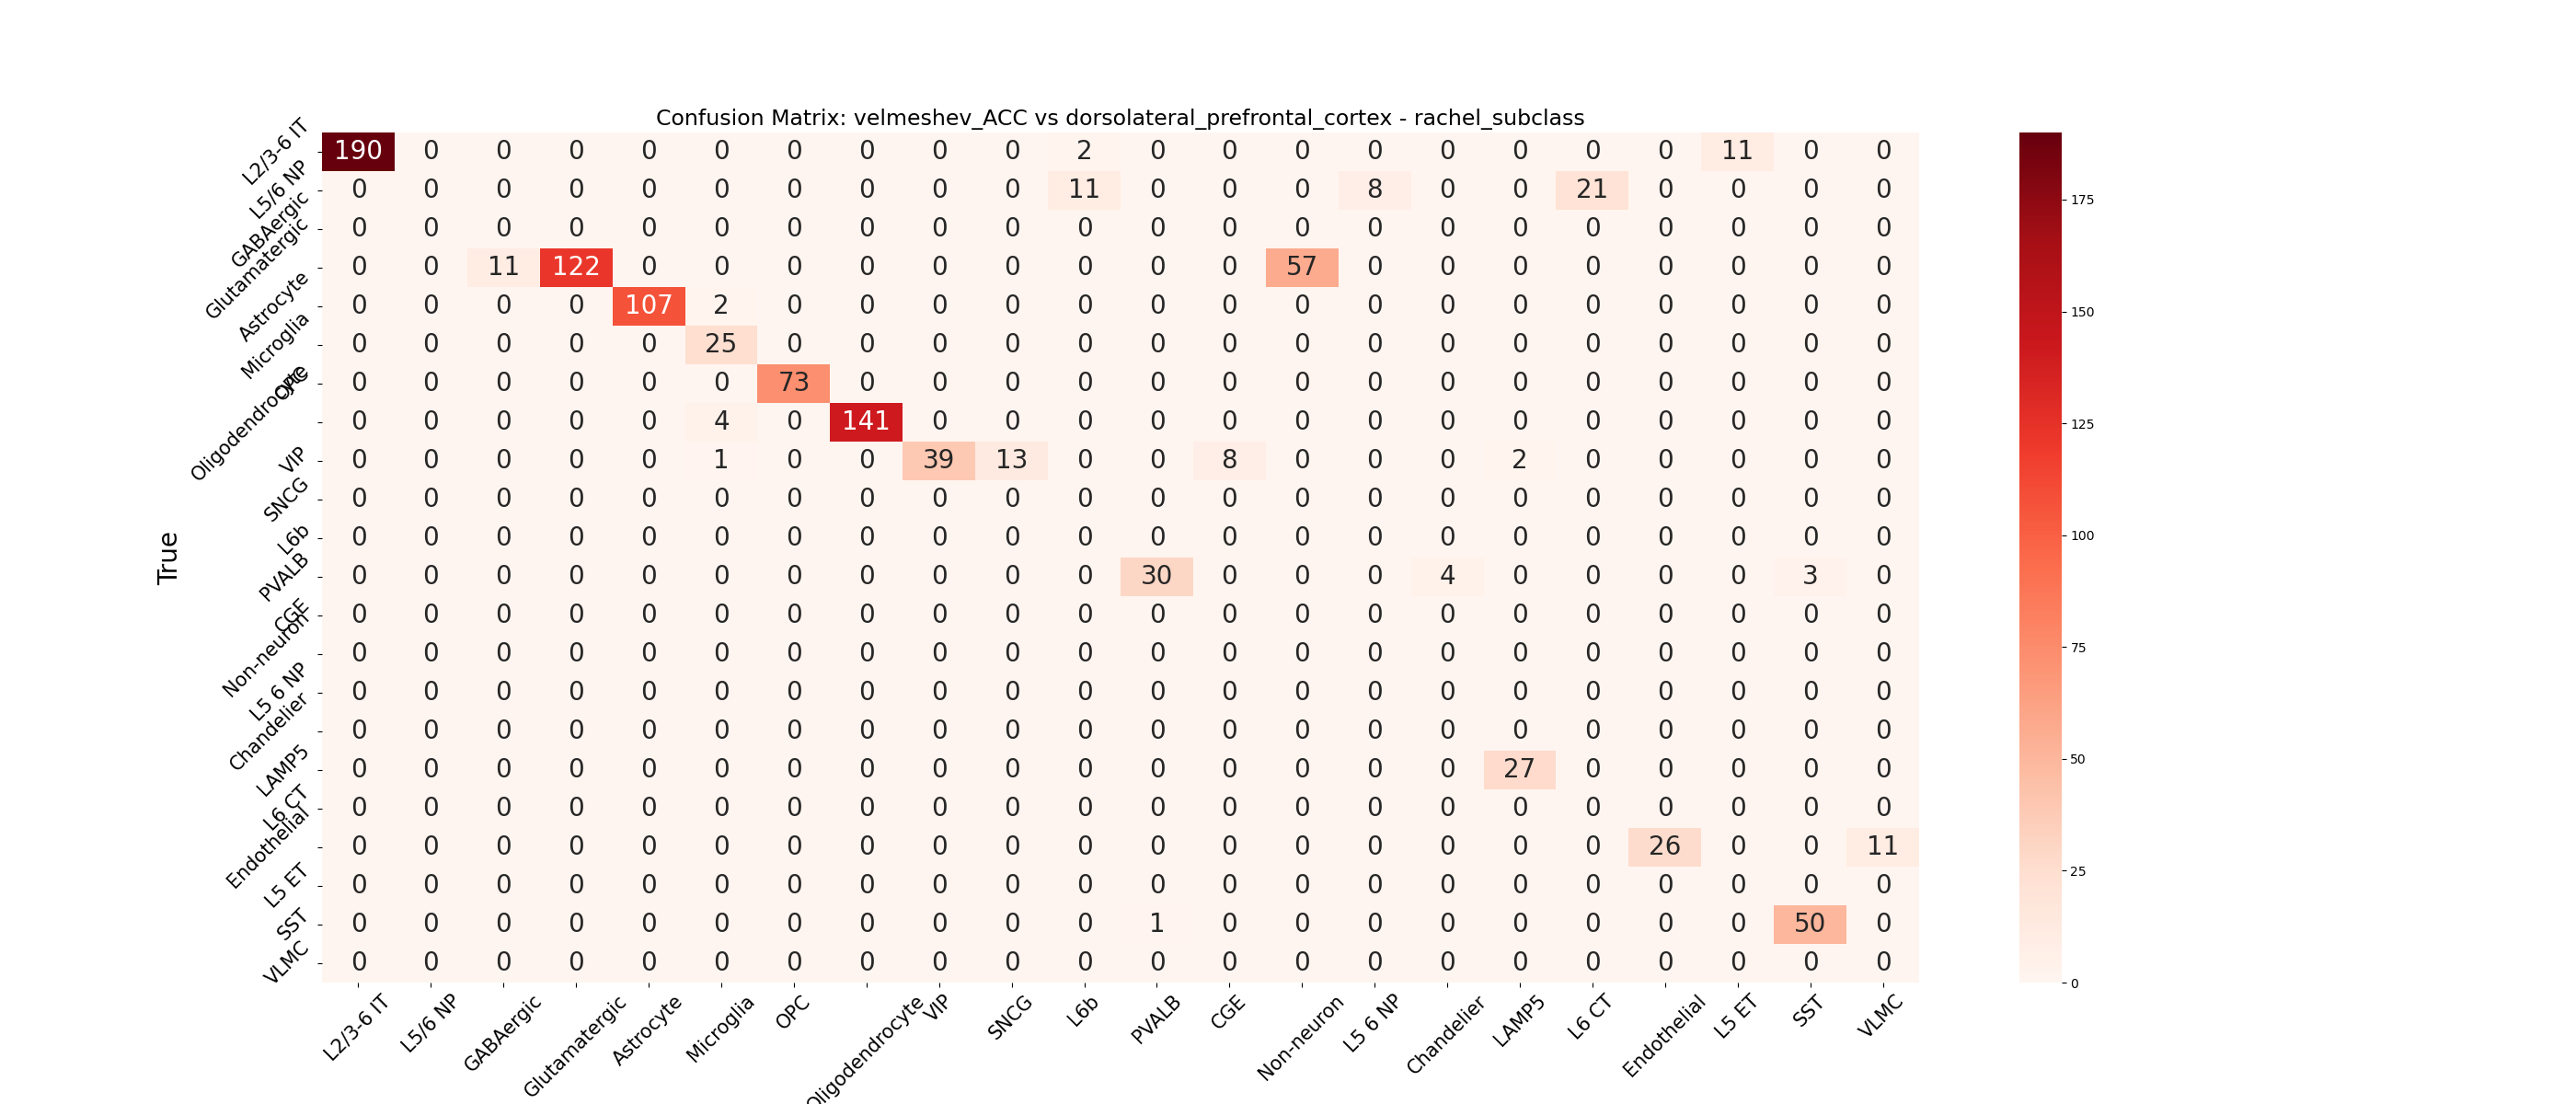 Confusion Matrix: velmeshev_ACC vs dorsolateral_prefrontal_cortex - rachel_subclass
L2/3-6 IT 190 0 0 0 0 0 0 0 0 0 2 0 0 0 0 0 0 0 0 11 0 0
L5/6 NP 0 0 0 0 0 0 0 0 0 0 11 0 0 0 8 0 0 21 0 0 0 0
GABAergic 0 0 0 0 0 0 0 0 0 0 0 0 0 0 0 0 0 0 0 0 0 0
Glutamatergic 0 0 11 122 0 0 0 0 0 0 0 0 0 57 0 0 0 0 0 0 0 0
Astrocyte 0 0 0 0 107 2 0 0 0 0 0 0 0 0 0 0 0 0 0 0 0 0
Microglia 0 0 0 0 0 25 0 0 0 0 0 0 0 0 0 0 0 0 0 0 0 0
OPC 0 0 0 0 0 0 73 0 0 0 0 0 0 0 0 0 0 0 0 0 0 0
Oligodendrocyte 0 0 0 0 0 4 0 141 0 0 0 0 0 0 0 0 0 0 0 0 0 0
VIP 0 0 0 0 0 1 0 0 39 13 0 0 8 0 0 0 2 0 0 0 0 0
SNCG 0 0 0 0 0 0 0 0 0 0 0 0 0 0 0 0 0 0 0 0 0 0
L6b 0 0 0 0 0 0 0 0 0 0 0 0 0 0 0 0 0 0 0 0 0 0
PVALB 0 0 0 0 0 0 0 0 0 0 0 30 0 0 0 4 0 0 0 0 3 0
CGE 0 0 0 0 0 0 0 0 0 0 0 0 0 0 0 0 0 0 0 0 0 0
Non-neuron 0 0 0 0 0 0 0 0 0 0 0 0 0 0 0 0 0 0 0 0 0 0
L5 6 NP 0 0 0 0 0 0 0 0 0 0 0 0 0 0 0 0 0 0 0 0 0 0
Chandelier 0 0 0 0 0 0 0 0 0 0 0 0 0 0 0 0 0 0 0 0 0 0
LAMP5 0 0 0 0 0 0 0 0 0 0 0 0 0 0 0 0 27 0 0 0 0 0
L6 CT 0 0 0 0 0 0 0 0 0 0 0 0 0 0 0 0 0 0 0 0 0 0
Endothelial 0 0 0 0 0 0 0 0 0 0 0 0 0 0 0 0 0 0 26 0 0 11
L5 ET 0 0 0 0 0 0 0 0 0 0 0 0 0 0 0 0 0 0 0 0 0 0
SST 0 0 0 0 0 0 0 0 0 0 0 1 0 0 0 0 0 0 0 0 50 0
VLMC 0 0 0 0 0 0 0 0 0 0 0 0 0 0 0 0 0 0 0 0 0 0
True
L2/3-6 IT L5/6 NP GABAergic Glutamatergic Astrocyte Microglia OPC Oligodendrocyte VIP SNCG L6b PVALB CGE Non-neuron L5 6 NP Chandelier LAMP5 L6 CT Endothelial L5 ET SST VLMC
175
150
125
100
75
50
25
0